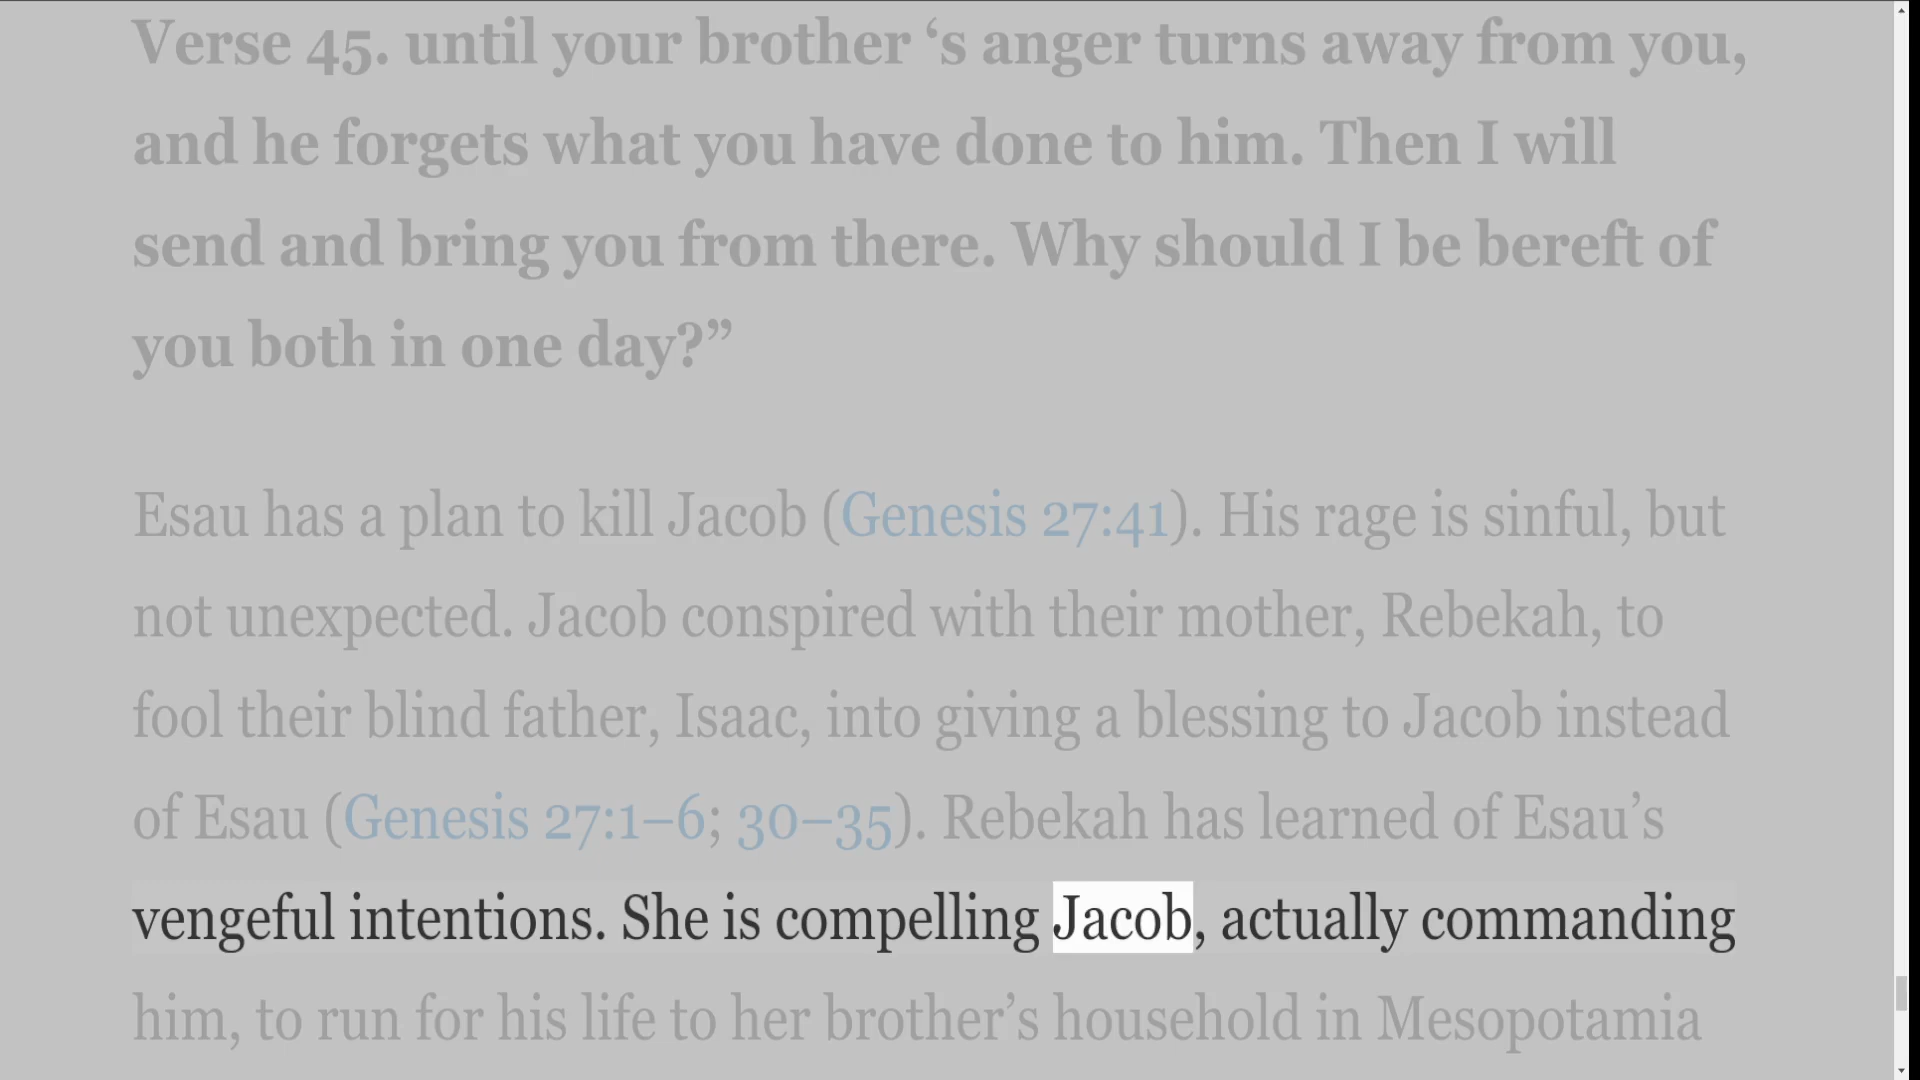 Verse 45. until your brother ‘s anger turns away from you,
and he forgets what you have done to him. Then I will
send and bring you from there. Why should I be bereft of
you both in one day?”
Esau has a plan to kill Jacob (Genesis 27:41). His rage is sinful, but
not unexpected. Jacob conspired with their mother, Rebekah, to
fool their blind father, Isaac, into giving a blessing to Jacob instead
of Esau (Genesis 27:1–6; 30–35). Rebekah has learned of Esau’s
vengeful intentions. She is compelling Jacob, actually commanding
him, to run for his life to her brother’s household in Mesopotamia